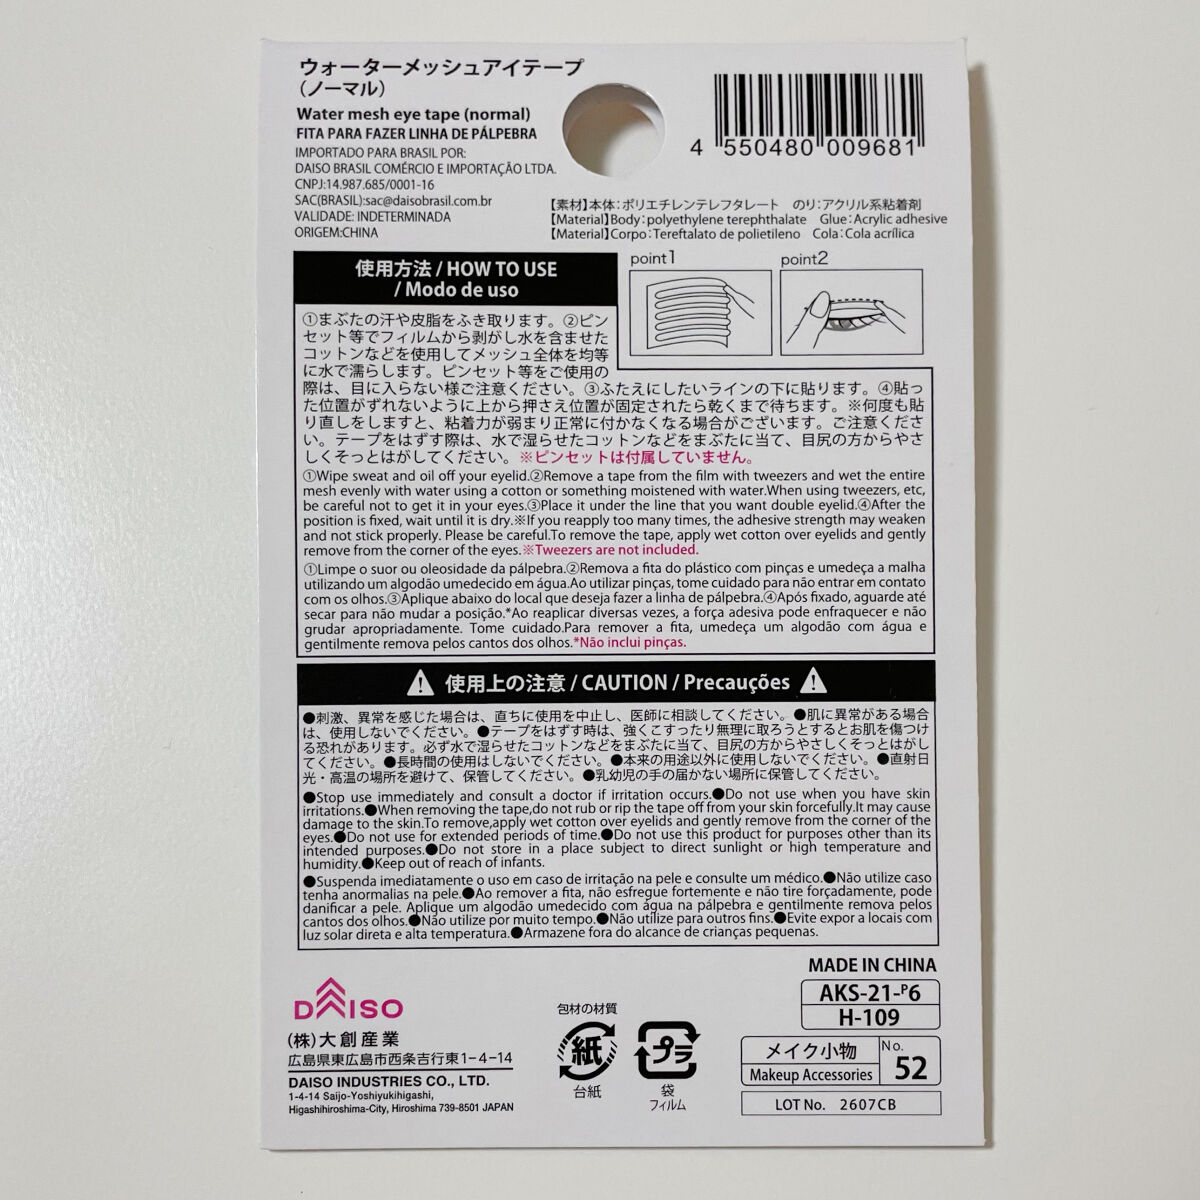 ウォーターメッシュアイテープ
（ノーマル）
Water mesh eye tape (normal)
FITA PARA FAZER LINHA DE PÁLPEBRA
IMPORTADO PARA BRASIL POR:
DAISO BRASIL COMÉRCIO E IMPORTAÇÃO LTDA.
CNPJ:14.987.685/0001-16
SAC(BRASIL):sac@daisobrasil.com.br
VALIDADE: INDETERMINADA
ORIGEM:CHINA
4 550480 009681
【素材】本体：ポリエチレンテレフタレート　のり：アクリル系粘着剤
【Material】Body：polyethylene terephthalate　Glue：Acrylic adhesive
【Material】Corpo：Tereftalato de polietileno　Cola：Cola acrílica
使用方法 / HOW TO USE
/ Modo de uso
point1
point2
①まぶたの汗や皮脂をふき取ります。②ピン
セット等でフィルムから剥がし水を含ませた
コットンなどを使用してメッシュ全体を均等
に水で濡らします。ピンセット等をご使用の
際は、目に入らない様ご注意ください。③ふたえにしたいラインの下に貼ります。④貼っ
た位置がずれないように上から押さえ位置が固定されたら乾くまで待ちます。※何度も貼
り直しをしますと、粘着力が弱まり正常に付かなくなる場合がございます。ご注意くださ
い。テープをはずす際は、水で湿らせたコットンなどをまぶたに当て、目尻の方からやさ
しくそっとはがしてください。※ピンセットは付属していません。
①Wipe sweat and oil off your eyelid.②Remove a tape from the film with tweezers and wet the entire
mesh evenly with water using a cotton or something moistened with water.When using tweezers, etc,
be careful not to get it in your eyes.③Place it under the line that you want double eyelid.④After the
position is fixed, wait until it is dry.※If you reapply too many times, the adhesive strength may weaken
and not stick properly. Please be careful.To remove the tape, apply wet cotton over eyelids and gently
remove from the corner of the eyes.※Tweezers are not included.
①Limpe o suor ou oleosidade da pálpebra.②Remova a fita do plástico com pinças e umedeça a malha
utilizando um algodão umedecido em água.Ao utilizar pinças, tome cuidado para não entrar em contato
com os olhos.③Aplique abaixo do local que deseja fazer a linha de pálpebra.④Após fixado, aguarde até
secar para não mudar a posição.*Ao reaplicar diversas vezes, a força adesiva pode enfraquecer e não
grudar apropriadamente. Tome cuidado.Para remover a fita, umedeça um algodão com água e
gentilmente remova pelos cantos dos olhos.*Não inclui pinças.
使用上の注意 / CAUTION / Precauções
●刺激、異常を感じた場合は、直ちに使用を中止し、医師に相談してください。●肌に異常がある場合
は、使用しないでください。●テープをはずす時は、強くこすったり無理に取ろうとするとお肌を傷つけ
る恐れがあります。必ず水で湿らせたコットンなどをまぶたに当て、目尻の方からやさしくそっとはがし
てください。●長時間の使用はしないでください。●本来の用途以外に使用しないでください。●直射日
光・高温の場所を避けて、保管してください。●乳幼児の手の届かない場所に保管してください。
●Stop use immediately and consult a doctor if irritation occurs.●Do not use when you have skin
irritations.●When removing the tape,do not rub or rip the tape off from your skin forcefully.It may cause
damage to the skin.To remove,apply wet cotton over eyelids and gently remove from the corner of the
eyes.●Do not use for extended periods of time.●Do not use this product for purposes other than its
intended purposes.●Do not store in a place subject to direct sunlight or high temperature and
humidity.●Keep out of reach of infants.
●Suspenda imediatamente o uso em caso de irritação na pele e consulte um médico.●Não utilize caso
tenha anormalias na pele.●Ao remover a fita, não esfregue fortemente e não tire forçadamente, pode
danificar a pele. Aplique um algodão umedecido com água na pálpebra e gentilmente remova pelos
cantos dos olhos.●Não utilize por muito tempo.●Não utilize para outros fins.●Evite expor a locais com
luz solar direta e alta temperatura.●Armazene fora do alcance de crianças pequenas.
MADE IN CHINA
AKS-21-P6
H-109
DAISO
（株）大創産業
広島県東広島市西条吉行東1-4-14
DAISO INDUSTRIES CO., LTD.
1-4-14 Saijo-Yoshiyukihigashi,
Higashihiroshima-City, Hiroshima 739-8501 JAPAN
包材の材質
紙
台紙
プラ
袋
フィルム
メイク小物
Makeup Accessories
No.
52
LOT No. 2607CB